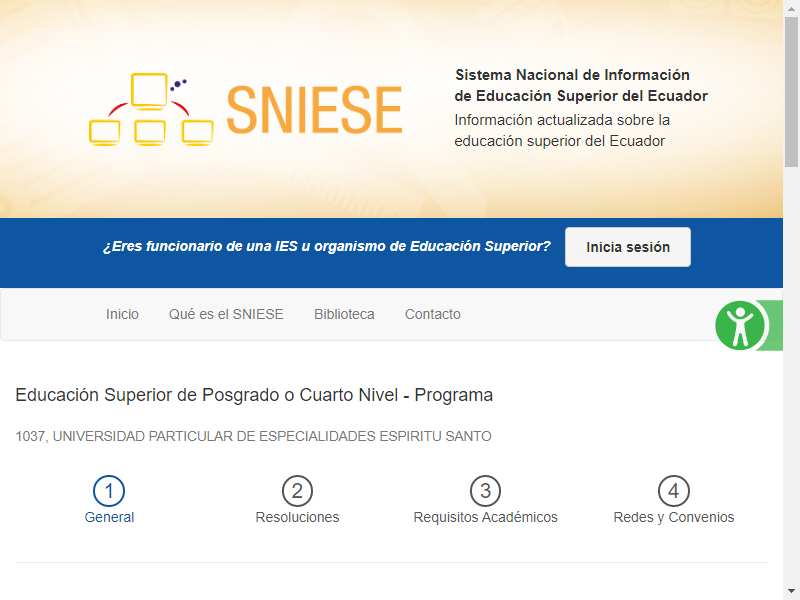 SNIESE
Sistema Nacional de Información
de Educación Superior del Ecuador
Información actualizada sobre la
educación superior del Ecuador
¿Eres funcionario de una IES u organismo de Educación Superior?
Inicia sesión
Inicio
Qué es el SNIESE
Biblioteca
Contacto
Educación Superior de Posgrado o Cuarto Nivel - Programa
1037, UNIVERSIDAD PARTICULAR DE ESPECIALIDADES ESPIRITU SANTO
1
General
2
Resoluciones
3
Requisitos Académicos
4
Redes y Convenios